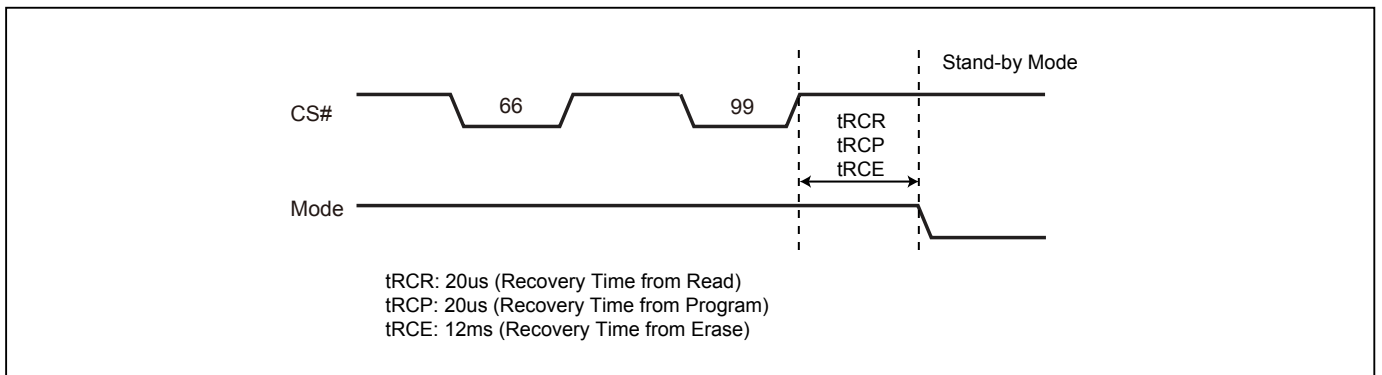 Stand-by Mode
CS#
66
99
tRCR
tRCP
tRCE
Mode
tRCR: 20us (Recovery Time from Read)
tRCP: 20us (Recovery Time from Program)
tRCE: 12ms (Recovery Time from Erase)